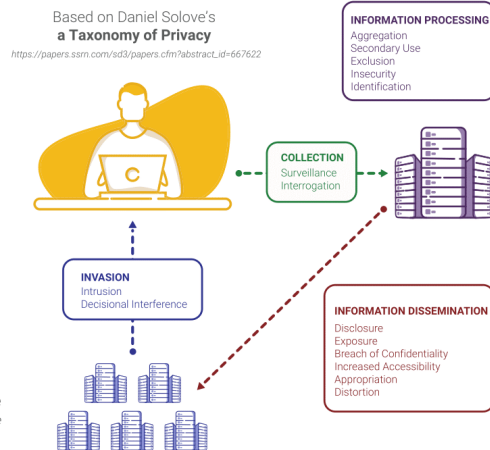 Based on Daniel Solove's
a Taxonomy of Privacy
https://papers.ssrn.com/sd3/papers.cfm?abstract_id=667622
INFORMATION PROCESSING
Aggregation
Secondary Use
Exclusion
Insecurity
Identification
COLLECTION
Surveillance
Interrogation
INVASION
Intrusion
Decisional Interference
INFORMATION DISSEMINATION
Disclosure
Exposure
Breach of Confidentiality
Increased Accessibility
Appropriation
Distortion